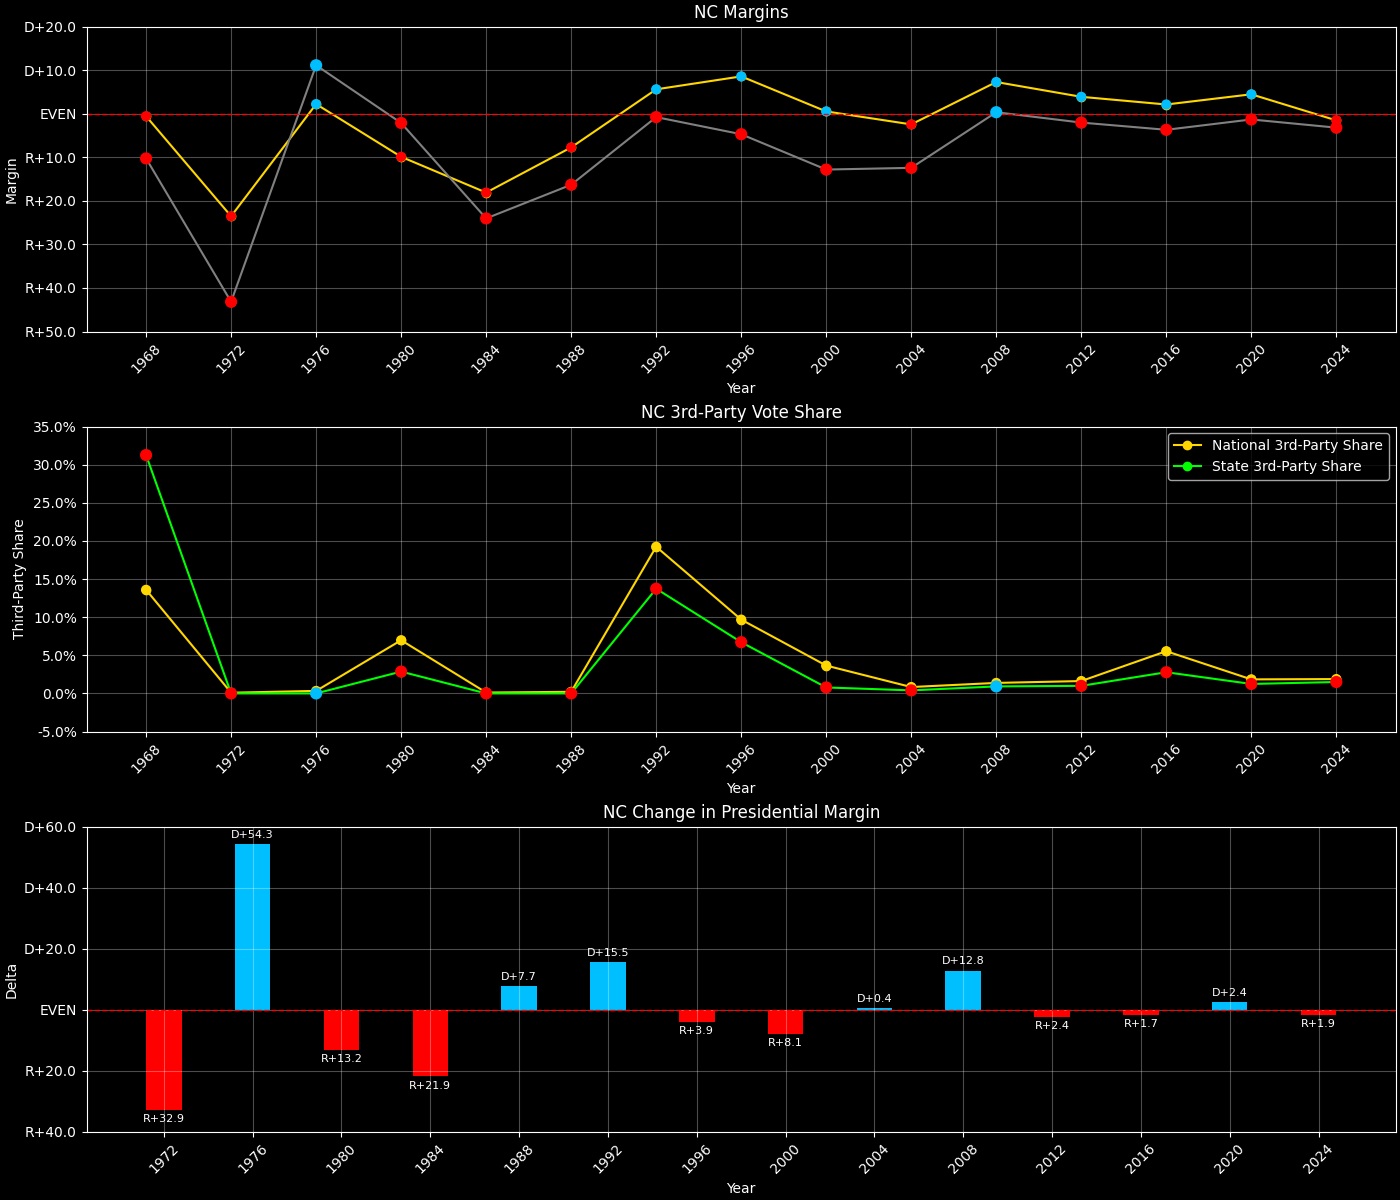 NC Margins
D+20.0
D+10.0
EVEN
R+10.0
R+20.0
R+30.0
R+40.0
R+50.0
Margin
1968 1972 1976 1980 1984 1988 1992 1996 2000 2004 2008 2012 2016 2020 2024
Year
NC 3rd-Party Vote Share
35.0%
30.0%
25.0%
20.0%
15.0%
10.0%
5.0%
0.0%
-5.0%
Third-Party Share
National 3rd-Party Share
State 3rd-Party Share
1968 1972 1976 1980 1984 1988 1992 1996 2000 2004 2008 2012 2016 2020 2024
Year
NC Change in Presidential Margin
D+60.0
D+40.0
D+20.0
EVEN
R+20.0
R+40.0
Delta
R+32.9
D+54.3
R+13.2
R+21.9
D+7.7
D+15.5
R+3.9
R+8.1
D+0.4
D+12.8
R+2.4
R+1.7
D+2.4
R+1.9
1972 1976 1980 1984 1988 1992 1996 2000 2004 2008 2012 2016 2020 2024
Year